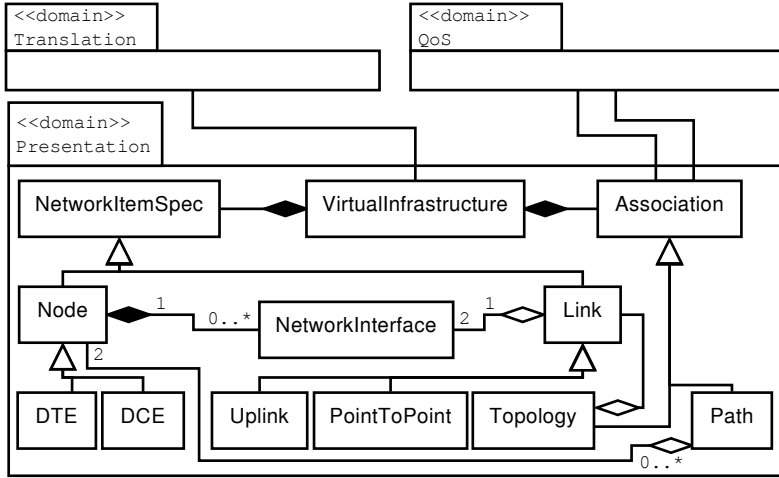 <<domain>>
Translation
<<domain>>
QoS
<<domain>>
Presentation
NetworkItemSpec
VirtualInfrastructure
Association
Node
1
0..*
NetworkInterface
2
1
Link
2
DTE
DCE
Uplink
PointToPoint
Topology
Path
0..*